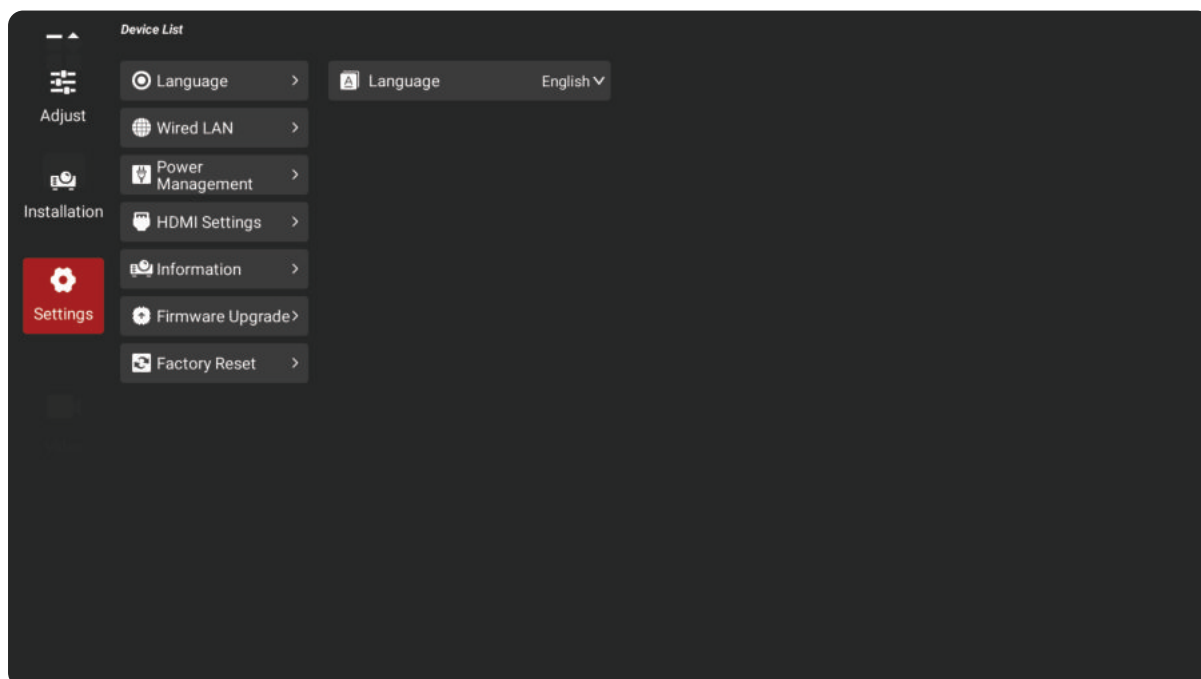 Device List
Adjust
Installation
Settings
Language
Wired LAN
Power
Management
HDMI Settings
Information
Firmware Upgrade
Factory Reset
A Language English